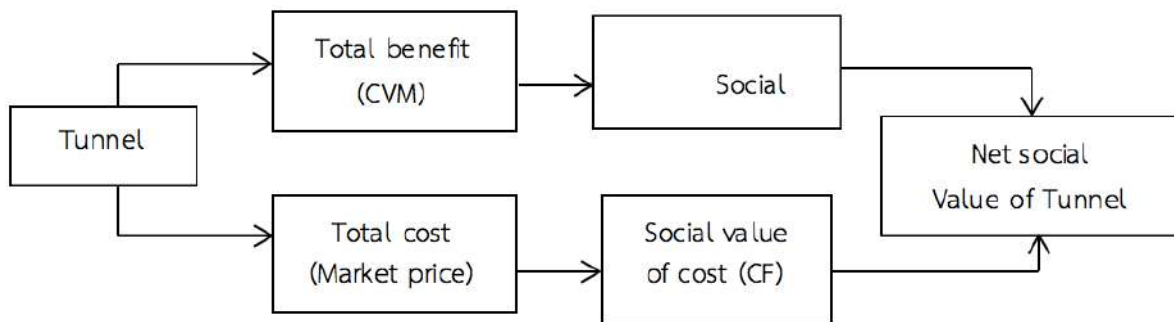 Total benefit
(CVM)
Social
Tunnel
Net social
Value of Tunnel
Total cost
(Market price)
Social value
of cost (CF)